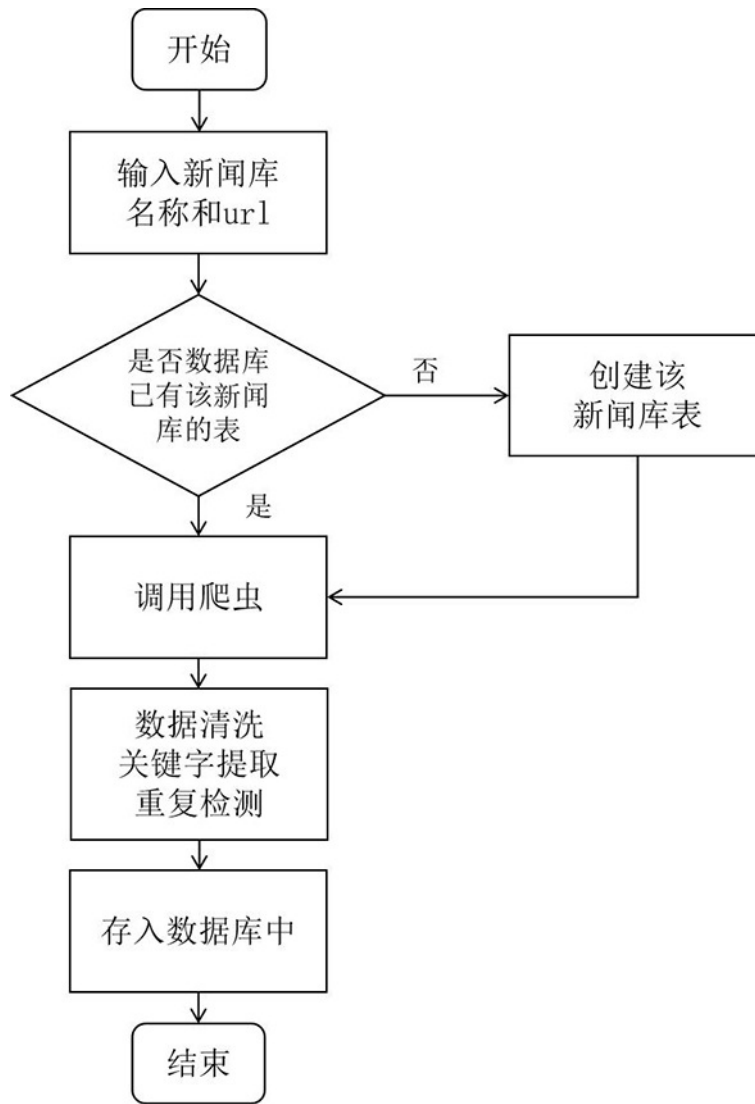 开始
输入新闻库
名称和url
是否数据库
已有该新闻
库的表
否
创建该
新闻库表
是
调用爬虫
数据清洗
关键字提取
重复检测
存入数据库中
结束